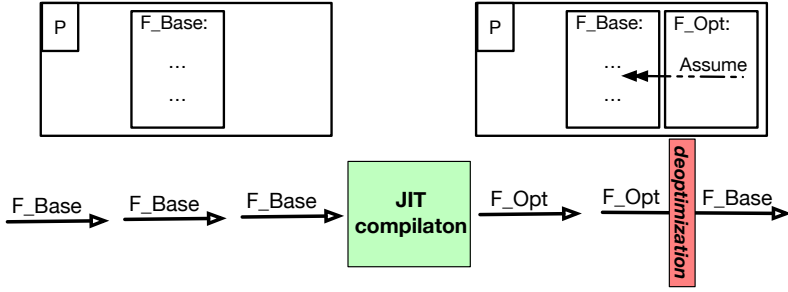 P
F_Base:
...
...
P
F_Base:
F_Opt:
...
Assume
...
F_Base
F_Base
F_Base
JIT
compilaton
F_Opt
F_Opt
deoptimization
F_Base